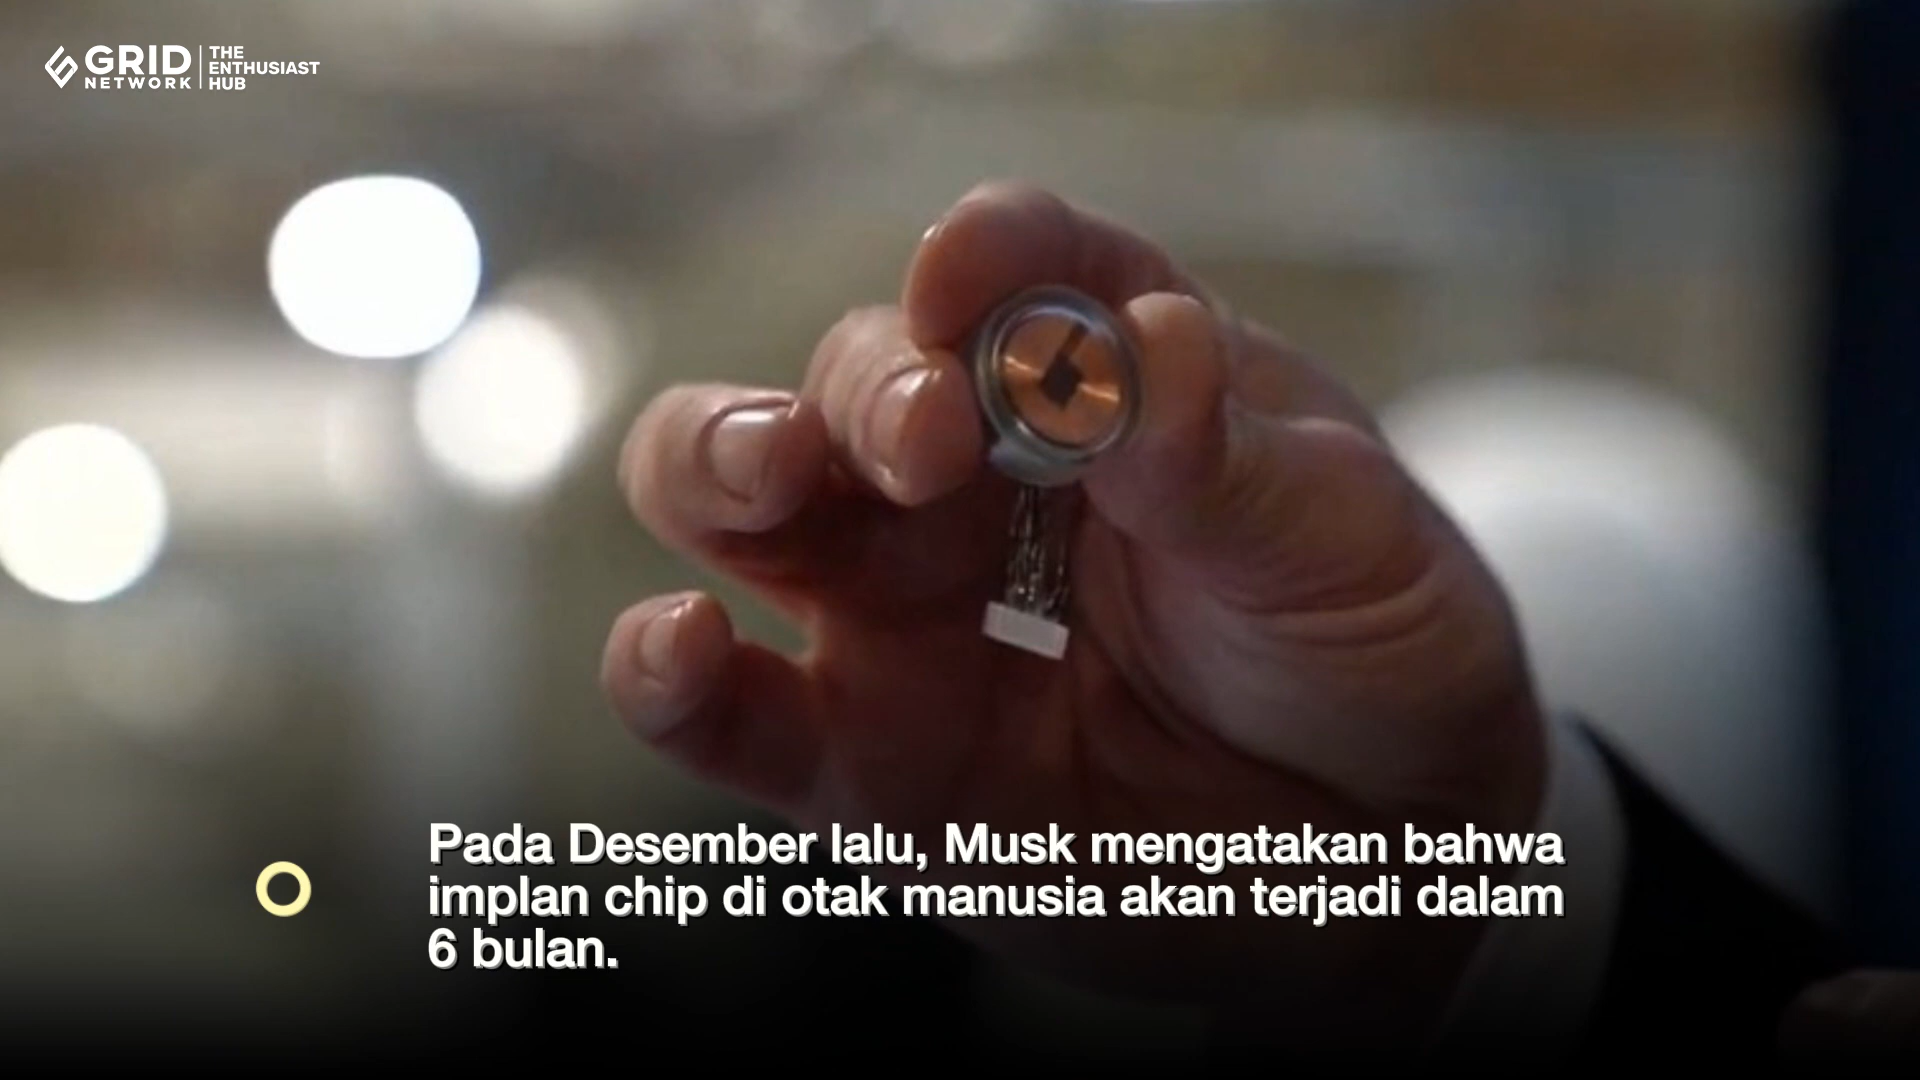 GRID
NETWORK
THE
ENTHUSIAST
HUB
Pada Desember lalu, Musk mengatakan bahwa
implan chip di otak manusia akan terjadi dalam
6 bulan.